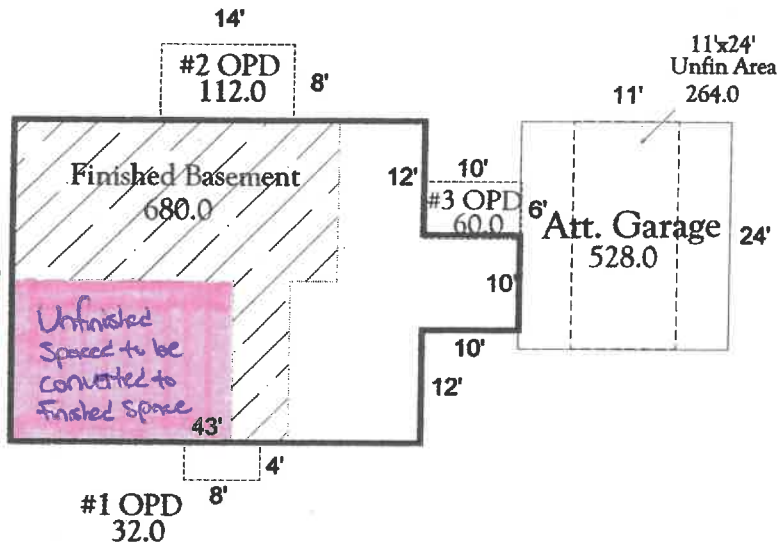 14'
#2 OPD
112.0
8'
11'x24'
Unfin Area
264.0
11'
Finished Basement
680.0
12'
10'
#3 OPD
60.0
6'
Att. Garage
528.0
24'
10'
10'
12'
Unfinished
Spaced to be
converted to
Finished Space
43'
4'
8'
#1 OPD
32.0